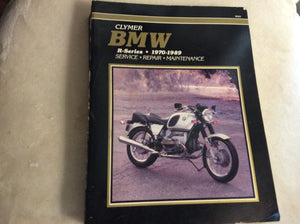 CLYMER
BMW
R-Series • 1970-1989
SERVICE • REPAIR • MAINTENANCE